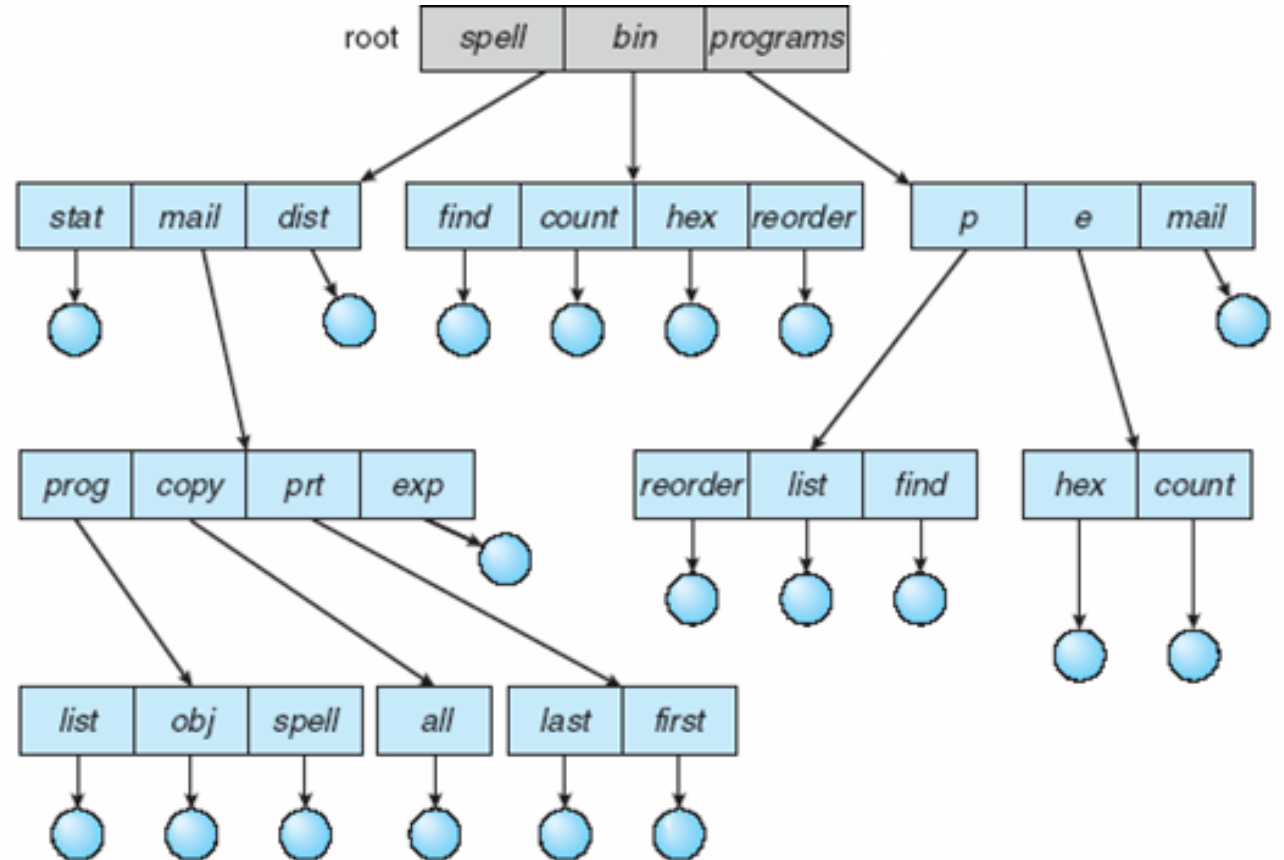 root spell bin programs
stat mail dist find count hex reorder p e mail
prog copy prt exp reorder list find hex count
list obj spell all last first